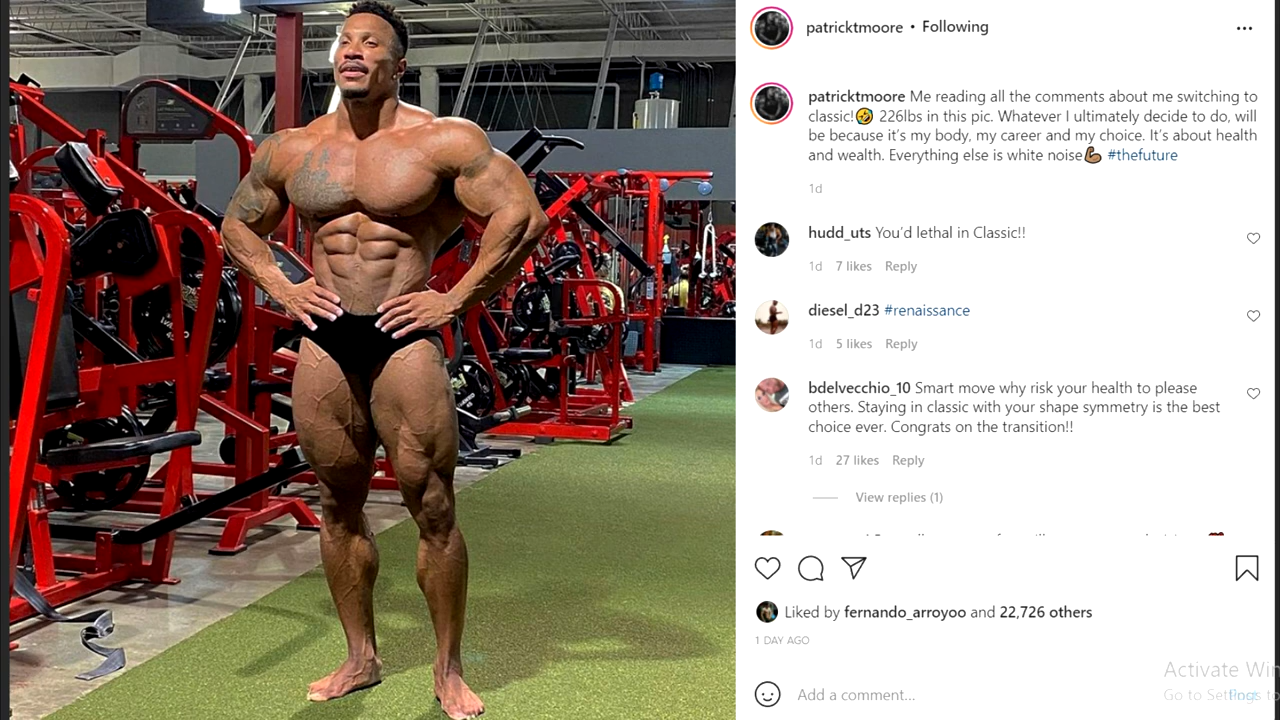 patricktmoore • Following
patricktmoore Me reading all the comments about me switching to
classic!🤣 226lbs in this pic. Whatever I ultimately decide to do, will
be because it's my body, my career and my choice. It's about health
and wealth. Everything else is white noise💪🏾 #thefuture
1d
hudd_uts You'd lethal in Classic!!
1d 7 likes Reply
diesel_d23 #renaissance
1d 5 likes Reply
bdelvecchio_10 Smart move why risk your health to please
others. Staying in classic with your shape symmetry is the best
choice ever. Congrats on the transition!!
1d 27 likes Reply
View replies (1)
Liked by fernando_arroyoo and 22,726 others
1 DAY AGO
Activate Win
Add a comment...
Go to Settings to
Post